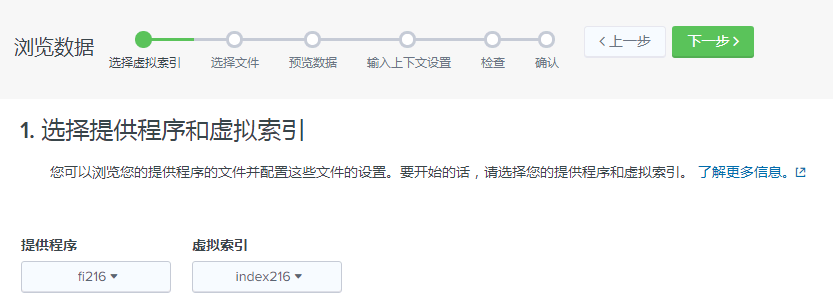 浏览数据
选择虚拟索引 选择文件 预览数据 输入上下文设置 检查 确认
上一步 下一步
1. 选择提供程序和虚拟索引
您可以浏览您的提供程序的文件并配置这些文件的设置。要开始的话，请选择您的提供程序和虚拟索引。 了解更多信息。
提供程序 虚拟索引
fi216 index216